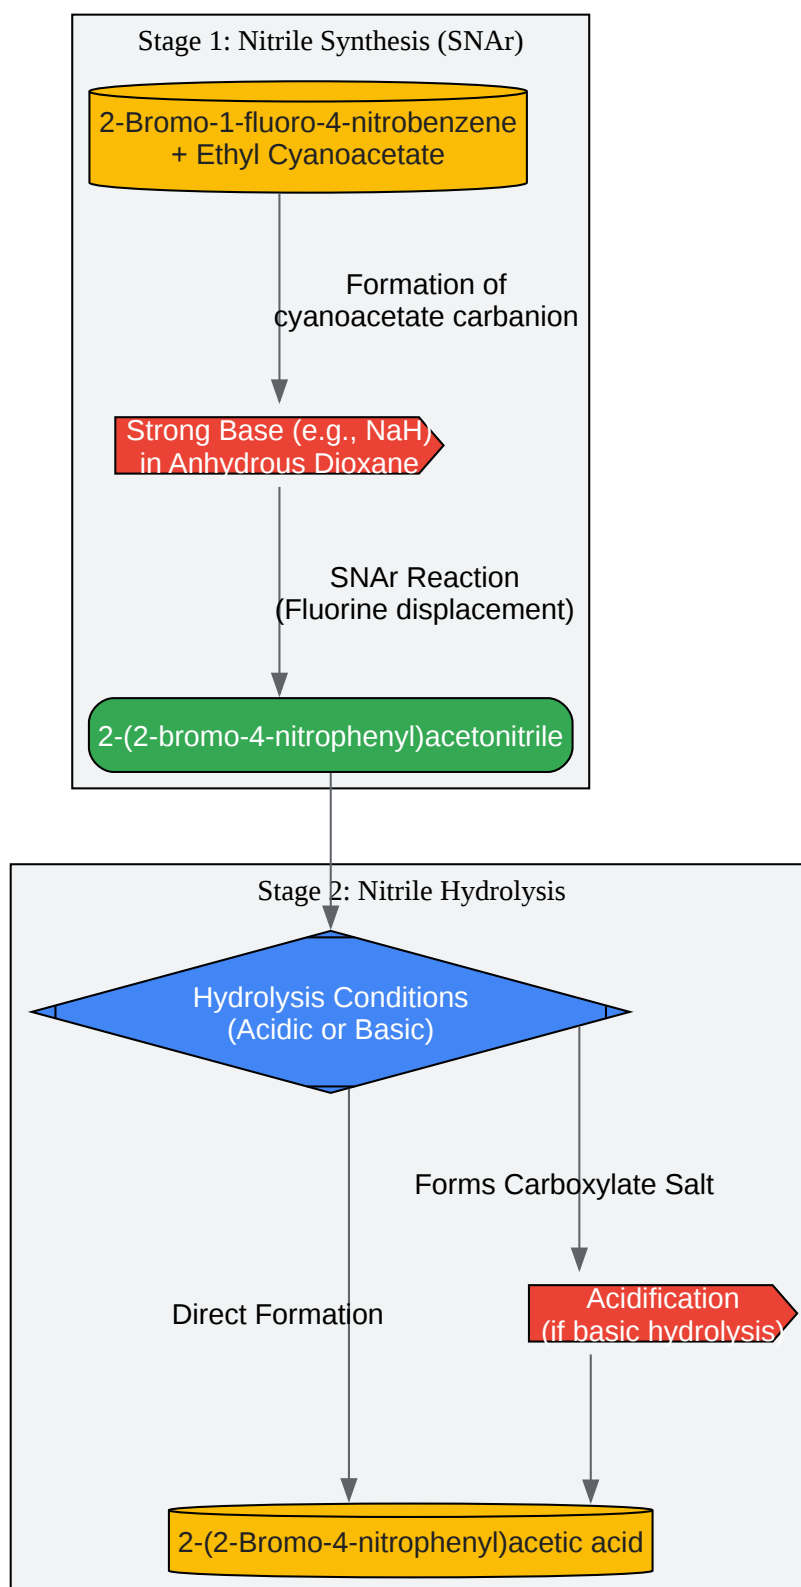 Stage 1: Nitrile Synthesis (SNAr)
2-Bromo-1-fluoro-4-nitrobenzene
+ Ethyl Cyanoacetate
Formation of
cyanoacetate carbanion
Strong Base (e.g., NaH)
in Anhydrous Dioxane
SNAr Reaction
(Fluorine displacement)
2-(2-bromo-4-nitrophenyl)acetonitrile
Stage 2: Nitrile Hydrolysis
Hydrolysis Conditions
(Acidic or Basic)
Forms Carboxylate Salt
Direct Formation
Acidification
(if basic hydrolysis)
2-(2-Bromo-4-nitrophenyl)acetic acid